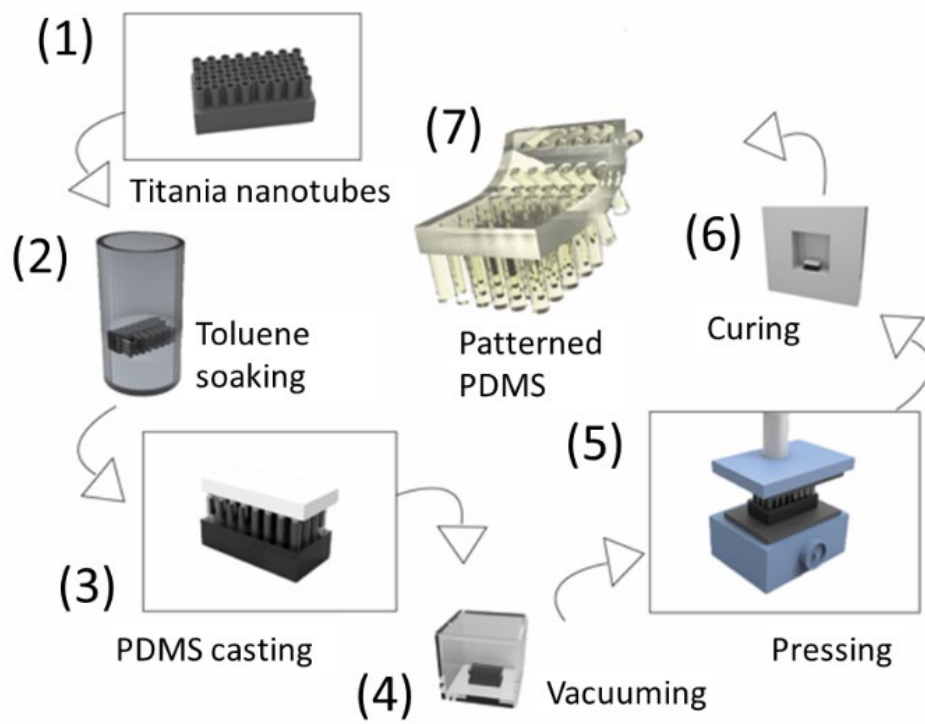 (1)
Titania nanotubes
(2)
Toluene
soaking
(3)
PDMS casting
(4)
Vacuuming
(5)
Pressing
(6)
Curing
(7)
Patterned
PDMS